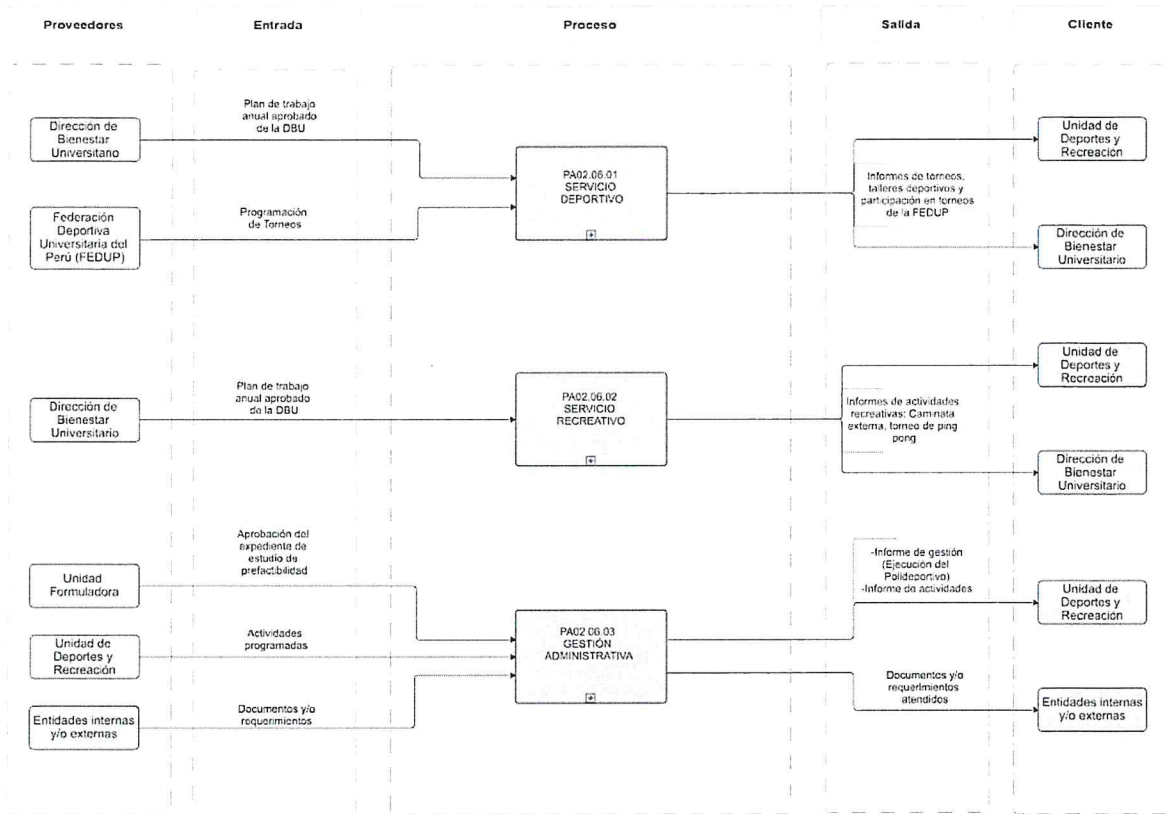 Proveedores
Entrada
Proceso
Salida
Cliente
Dirección de
Bienestar
Universitario
Plan de trabajo
anual aprobado
de la DBU
Federación
Deportiva
Universitaria del
Perú (FEDUP)
Programación
de Torneos
PA02.06.01
SERVICIO
DEPORTIVO
Informes de torneos,
talleres deportivos y
participación en torneos
de la FEDUP
Unidad de
Deportes y
Recreación
Dirección de
Bienestar
Universitario
Dirección de
Bienestar
Universitario
Plan de trabajo
anual aprobado
de la DBU
PA02.06.02
SERVICIO
RECREATIVO
Informes de actividades
recreativas: Caminata
externa, torneo de ping
pong
Unidad de
Deportes y
Recreación
Dirección de
Bienestar
Universitario
Unidad
Formuladora
Aprobación del
expediente de
estudio de
prefactibilidad
Unidad de
Deportes y
Recreación
Actividades
programadas
Entidades internas
y/o externas
Documentos y/o
requerimientos
PA02.06.03
GESTIÓN
ADMINISTRATIVA
-Informe de gestión
(Ejecución del
Polideportivo)
-Informe de actividades
Unidad de
Deportes y
Recreación
Documentos y/o
requerimientos
atendidos
Entidades internas
y/o externas